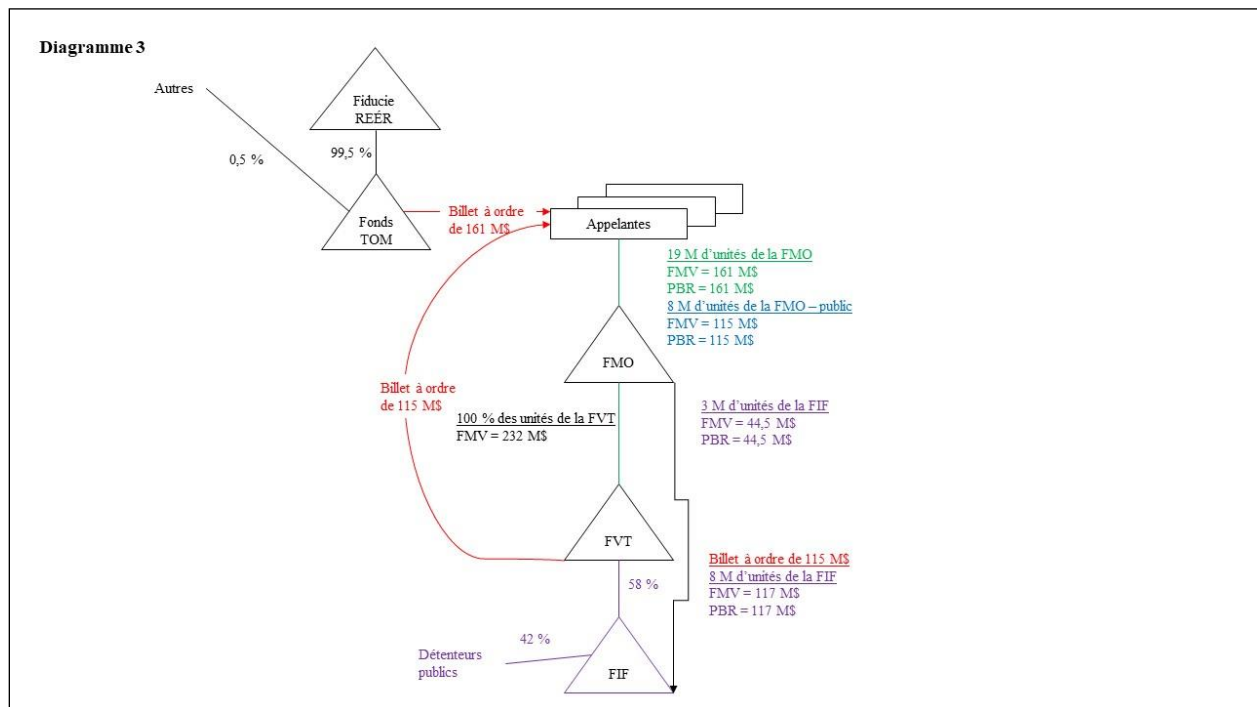 Diagramme 3
Autres
Fiducie
REÉR
0,5 %
99,5 %
Fonds
TOM
Billet à ordre
de 161 M$
Appelantes
19 M d’unités de la FMO
FMV = 161 M$
PBR = 161 M$
8 M d’unités de la FMO – public
FMV = 115 M$
PBR = 115 M$
FMO
Billet à ordre
de 115 M$
100 % des unités de la FVT
FMV = 232 M$
3 M d’unités de la FIF
FMV = 44,5 M$
PBR = 44,5 M$
FVT
Billet à ordre de 115 M$
8 M d’unités de la FIF
FMV = 117 M$
PBR = 117 M$
58 %
42 %
Détenteurs
publics
FIF